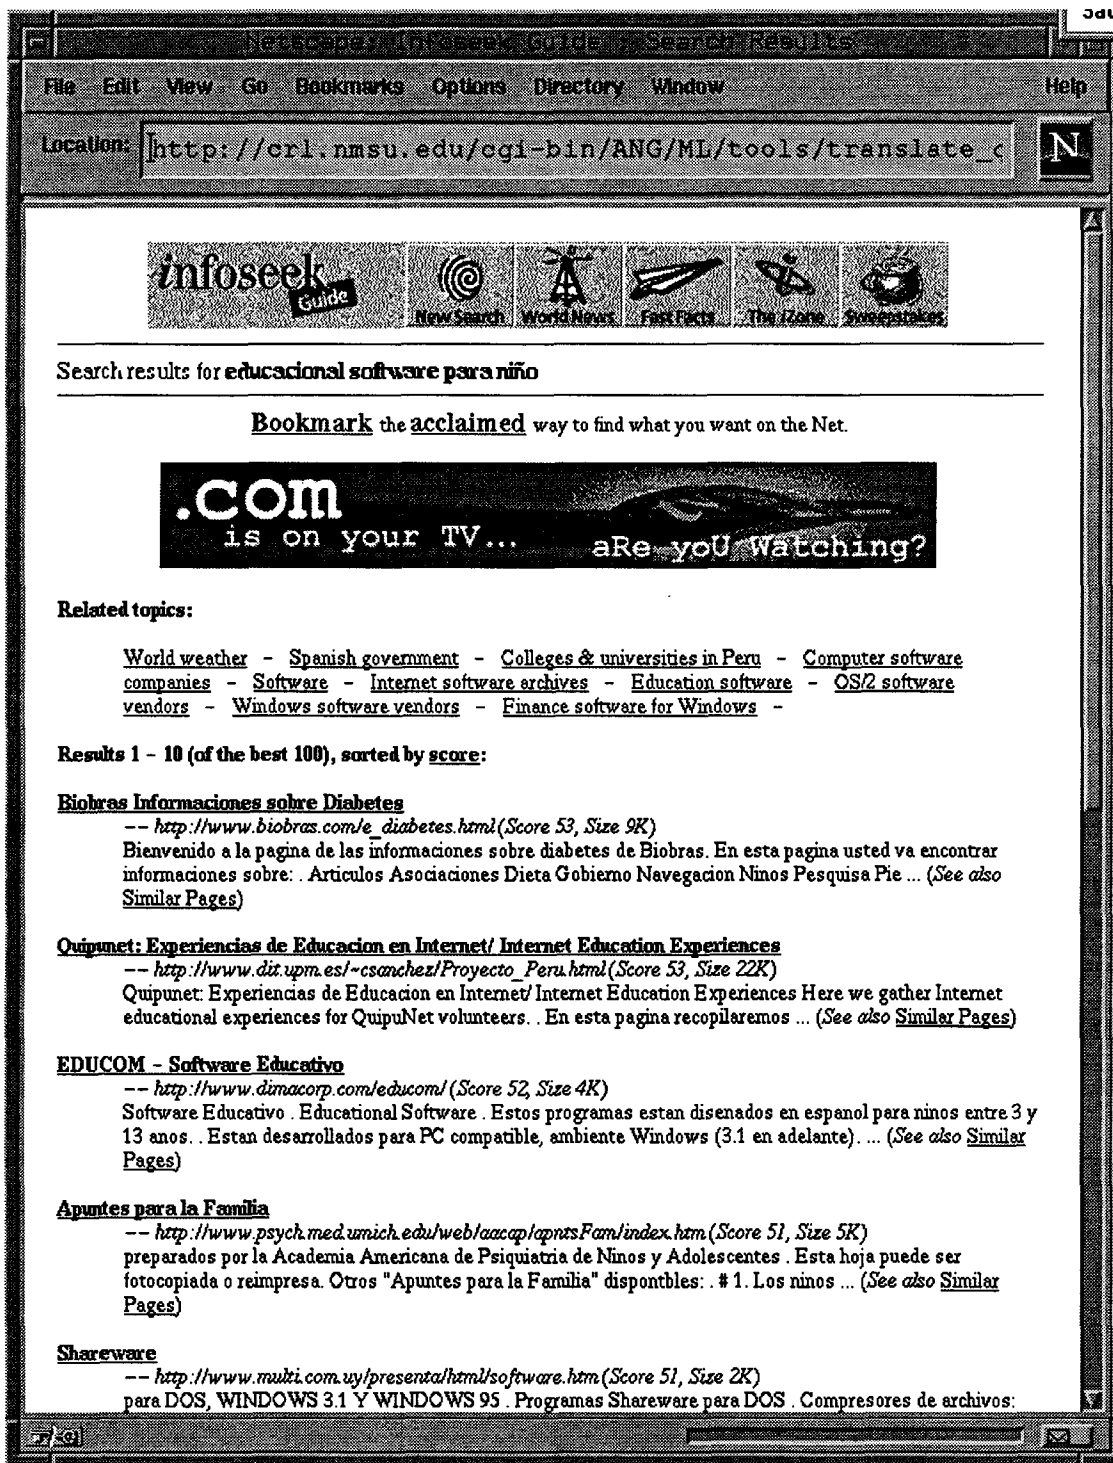 Netscape: Infoseek Guide : Search Results
File Edit View Go Bookmarks Options Directory Window Help
Location: http://crl.nmsu.edu/cgi-bin/ANG/ML/tools/translate_c N
infoseek Guide New Search World News Fast Facts The iZone Sweepstakes
Search results for educacional software para niño
Bookmark the acclaimed way to find what you want on the Net.
.com
is on your TV... aRe yoU Watching?
Related topics:
World weather - Spanish government - Colleges & universities in Peru - Computer software
companies - Software - Internet software archives - Education software - OS/2 software
vendors - Windows software vendors - Finance software for Windows -
Results 1 - 10 (of the best 100), sorted by score:
Biobras Informaciones sobre Diabetes
-- http://www.biobras.com/e_diabetes.html (Score 53, Size 9K)
Bienvenido a la pagina de las informaciones sobre diabetes de Biobras. En esta pagina usted va encontrar
informaciones sobre: . Articulos Asociaciones Dieta Gobierno Navegacion Ninos Pesquisa Pie ... (See also
Similar Pages)
Quipunet: Experiencias de Educacion en Internet/ Internet Education Experiences
-- http://www.dit.upm.es/~csanchez/Proyecto_Peru.html (Score 53, Size 22K)
Quipunet: Experiencias de Educacion en Internet/ Internet Education Experiences Here we gather Internet
educational experiences for QuipuNet volunteers. . En esta pagina recopilaremos ... (See also Similar Pages)
EDUCOM - Software Educativo
-- http://www.dimacorp.com/educom/ (Score 52, Size 4K)
Software Educativo . Educational Software . Estos programas estan disenados en espanol para ninos entre 3 y
13 anos. . Estan desarrollados para PC compatible, ambiente Windows (3.1 en adelante). ... (See also Similar
Pages)
Apuntes para la Familia
-- http://www.psych.med.umich.edu/web/aacap/apntsFam/index.htm (Score 51, Size 5K)
preparados por la Academia Americana de Psiquiatria de Ninos y Adolescentes . Esta hoja puede ser
fotocopiada o reimpresa. Otros "Apuntes para la Familia" disponibles: . # 1. Los ninos ... (See also Similar
Pages)
Shareware
-- http://www.multi.com.uy/presenta/html/software.htm (Score 51, Size 2K)
para DOS, WINDOWS 3.1 Y WINDOWS 95 . Programas Shareware para DOS . Compresores de archivos: